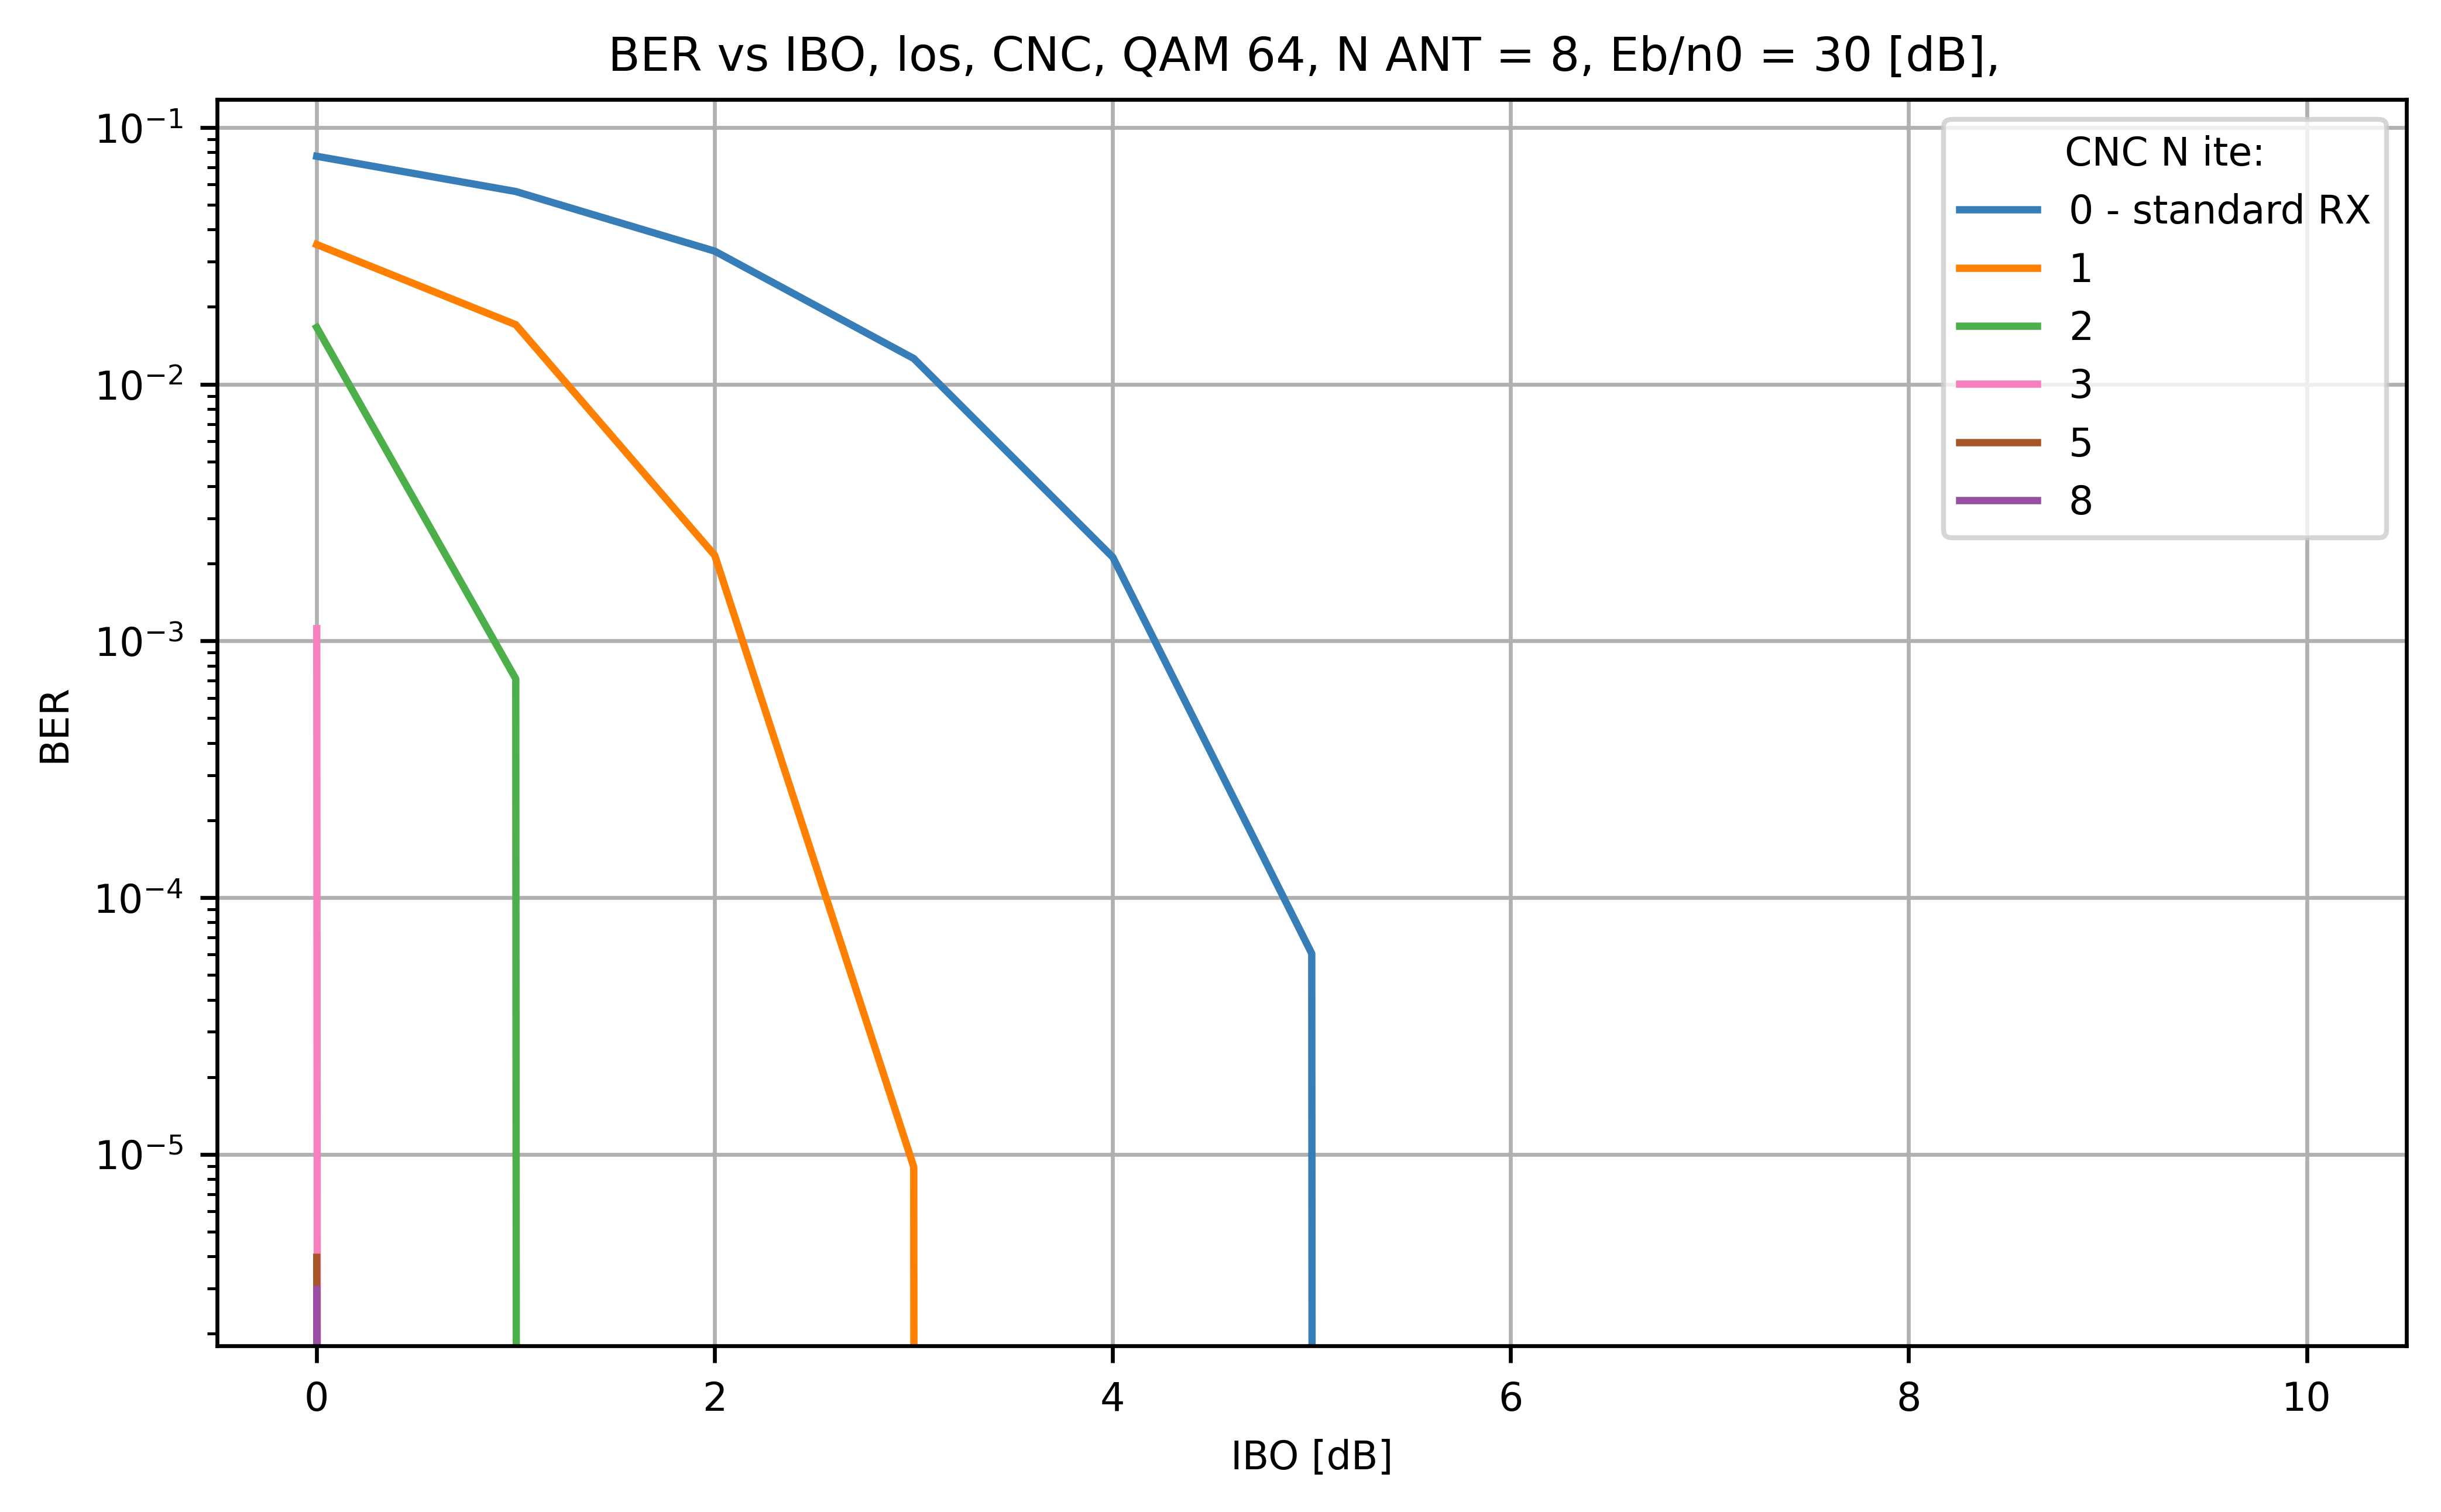 BER vs IBO, los, CNC, QAM 64, N ANT = 8, Eb/n0 = 30 [dB],
10⁻¹
10⁻²
10⁻³
10⁻⁴
10⁻⁵
BER
CNC N ite:
0 - standard RX
1
2
3
5
8
0 2 4 6 8 10
IBO [dB]